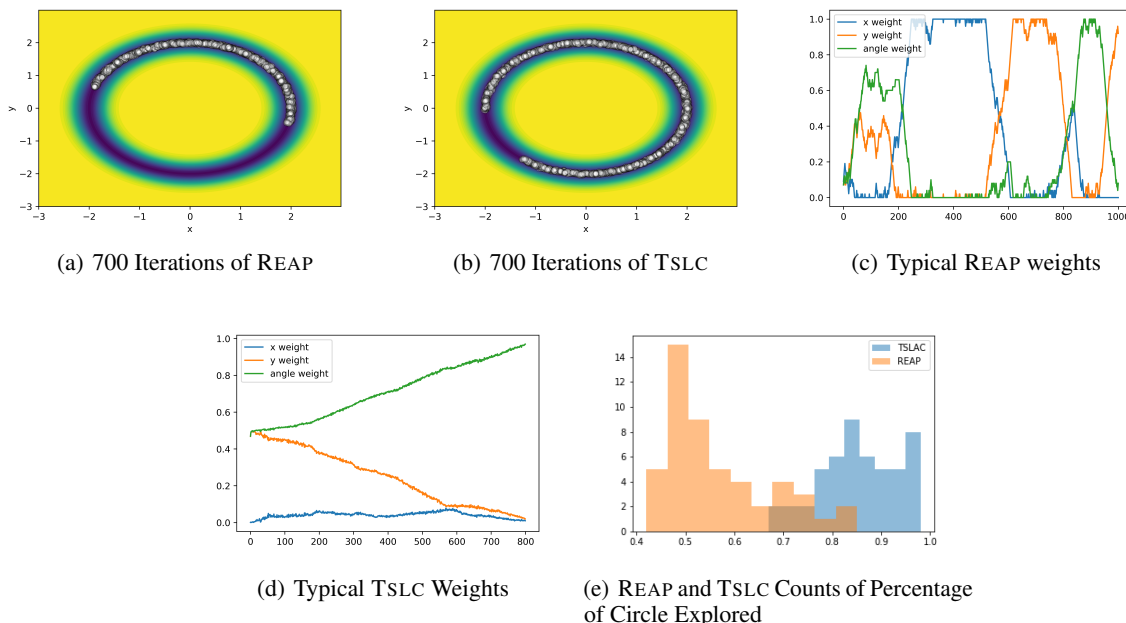 2
1
0
−1
−2
−3
y
−3 −2 −1 0 1 2
x
(a) 700 Iterations of REAP
2
1
0
−1
−2
−3
y
−3 −2 −1 0 1 2
x
(b) 700 Iterations of TSLC
1.0
0.8
0.6
0.4
0.2
0.0
x weight
y weight
angle weight
0 200 400 600 800 1000
(c) Typical REAP weights
1.0
0.8
0.6
0.4
0.2
0.0
x weight
y weight
angle weight
0 100 200 300 400 500 600 700 800
(d) Typical TSLC Weights
14
12
10
8
6
4
2
0
TSLAC
REAP
0.4 0.5 0.6 0.7 0.8 0.9 1.0
(e) REAP and TSLC Counts of Percentage
of Circle Explored